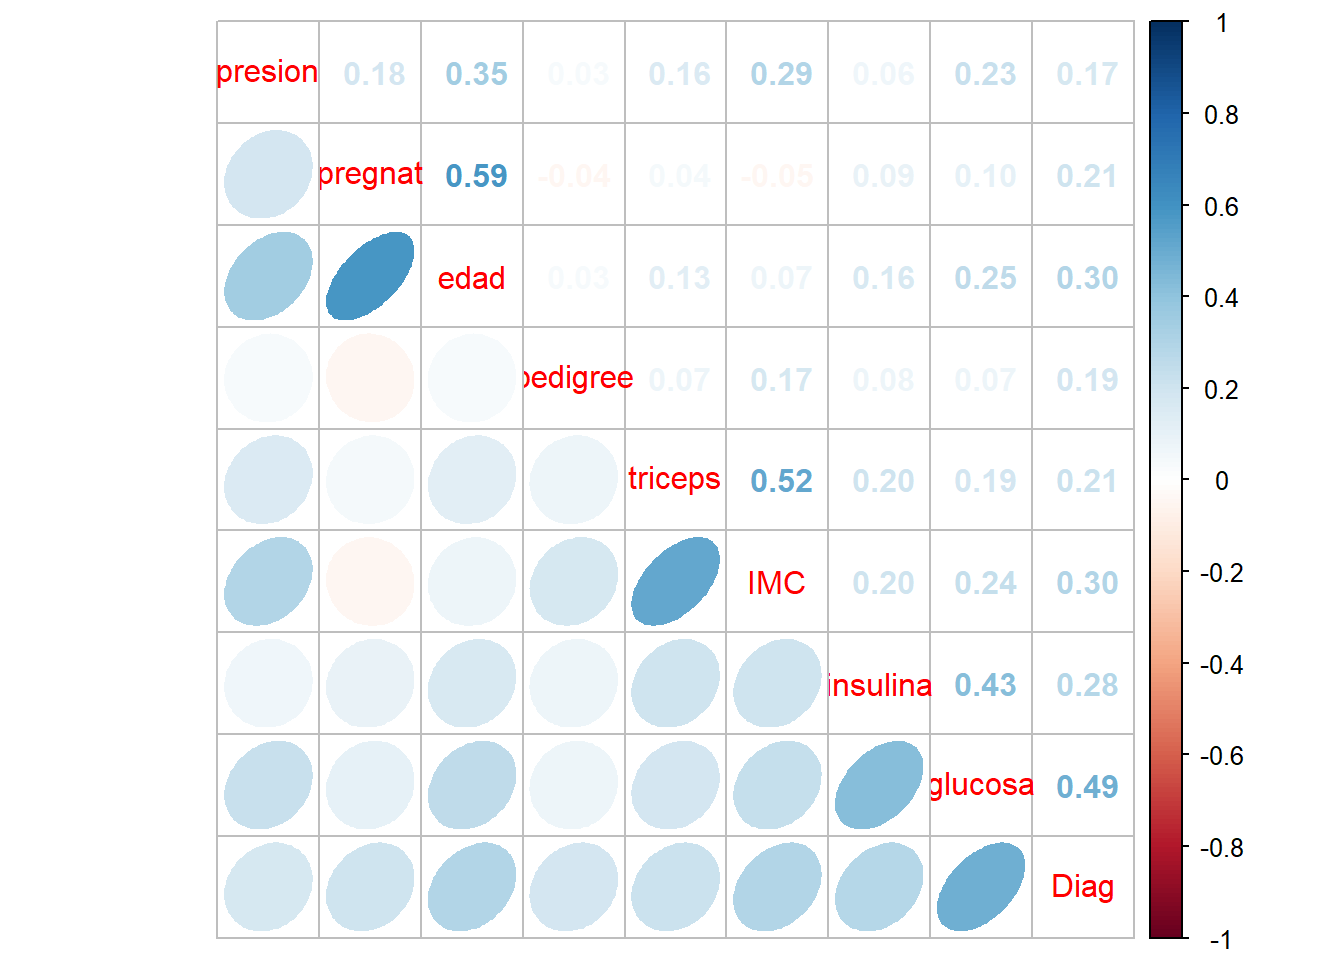 presion 0.18 0.35 0.03 0.16 0.29 0.06 0.23 0.17
pregnat 0.59 -0.04 0.04 -0.05 0.09 0.10 0.21
edad 0.03 0.13 0.07 0.16 0.25 0.30
pedigree 0.07 0.17 0.08 0.07 0.19
triceps 0.52 0.20 0.19 0.21
IMC 0.20 0.24 0.30
insulina 0.43 0.28
glucosa 0.49
Diag
1
0.8
0.6
0.4
0.2
0
-0.2
-0.4
-0.6
-0.8
-1